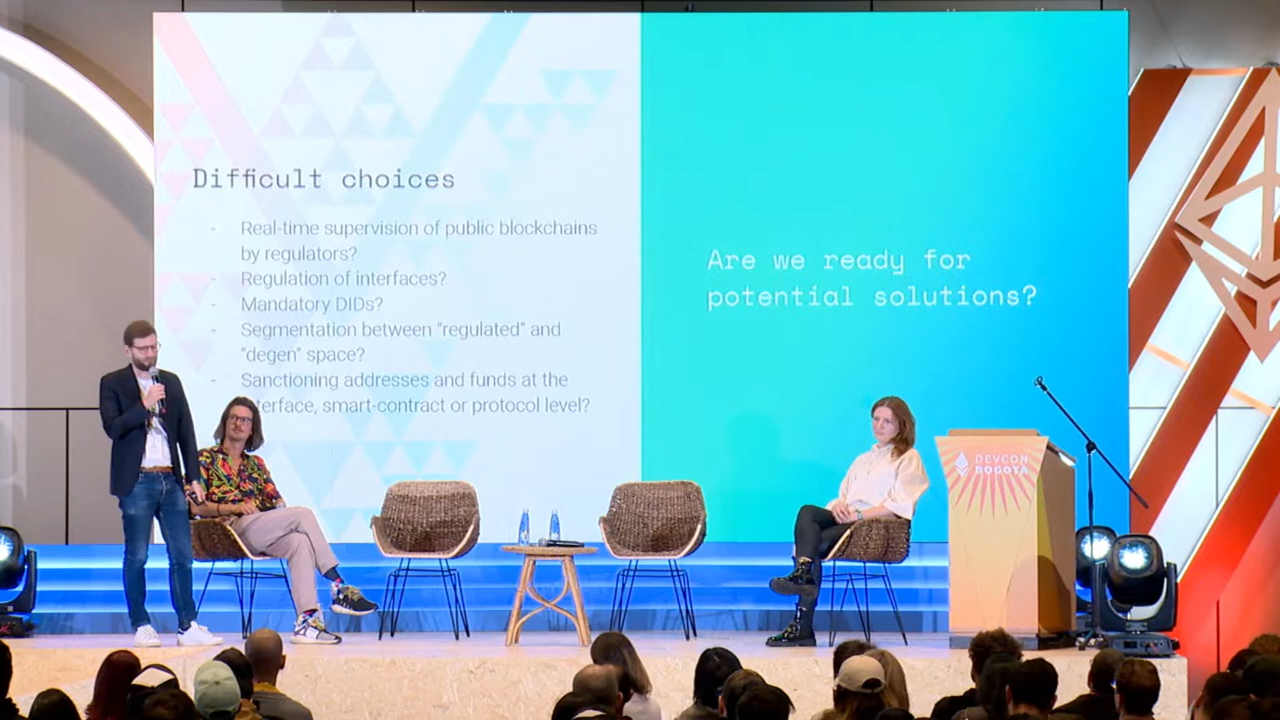 Difficult choices
- Real-time supervision of public blockchains
by regulators?
- Regulation of interfaces?
- Mandatory DIDs?
- Segmentation between “regulated” and
“degen” space?
- Sanctioning addresses and funds at the
terface, smart-contract or protocol level?
Are we ready for
potential solutions?
DEVCON
BOGOTÁ